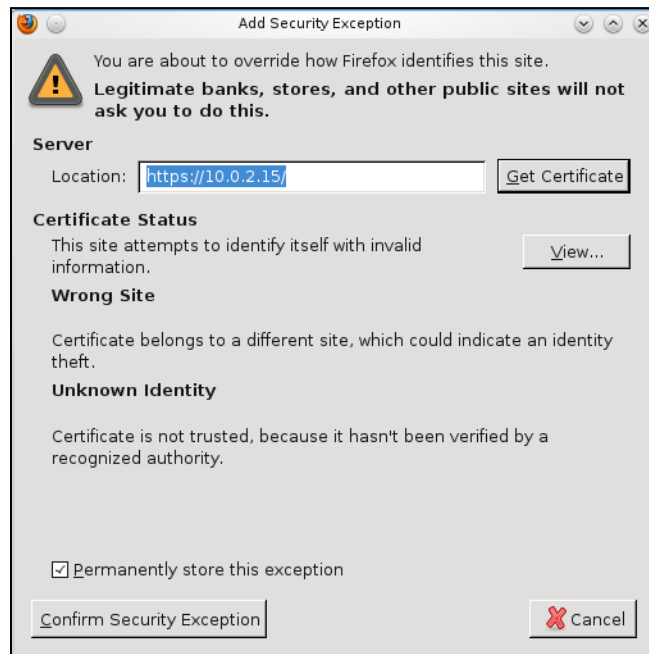 Add Security Exception
You are about to override how Firefox identifies this site.
Legitimate banks, stores, and other public sites will not
ask you to do this.
Server
Location: https://10.0.2.15/ Get Certificate
Certificate Status
This site attempts to identify itself with invalid
information.
View...
Wrong Site
Certificate belongs to a different site, which could indicate an identity
theft.
Unknown Identity
Certificate is not trusted, because it hasn't been verified by a
recognized authority.
Permanently store this exception
Confirm Security Exception Cancel